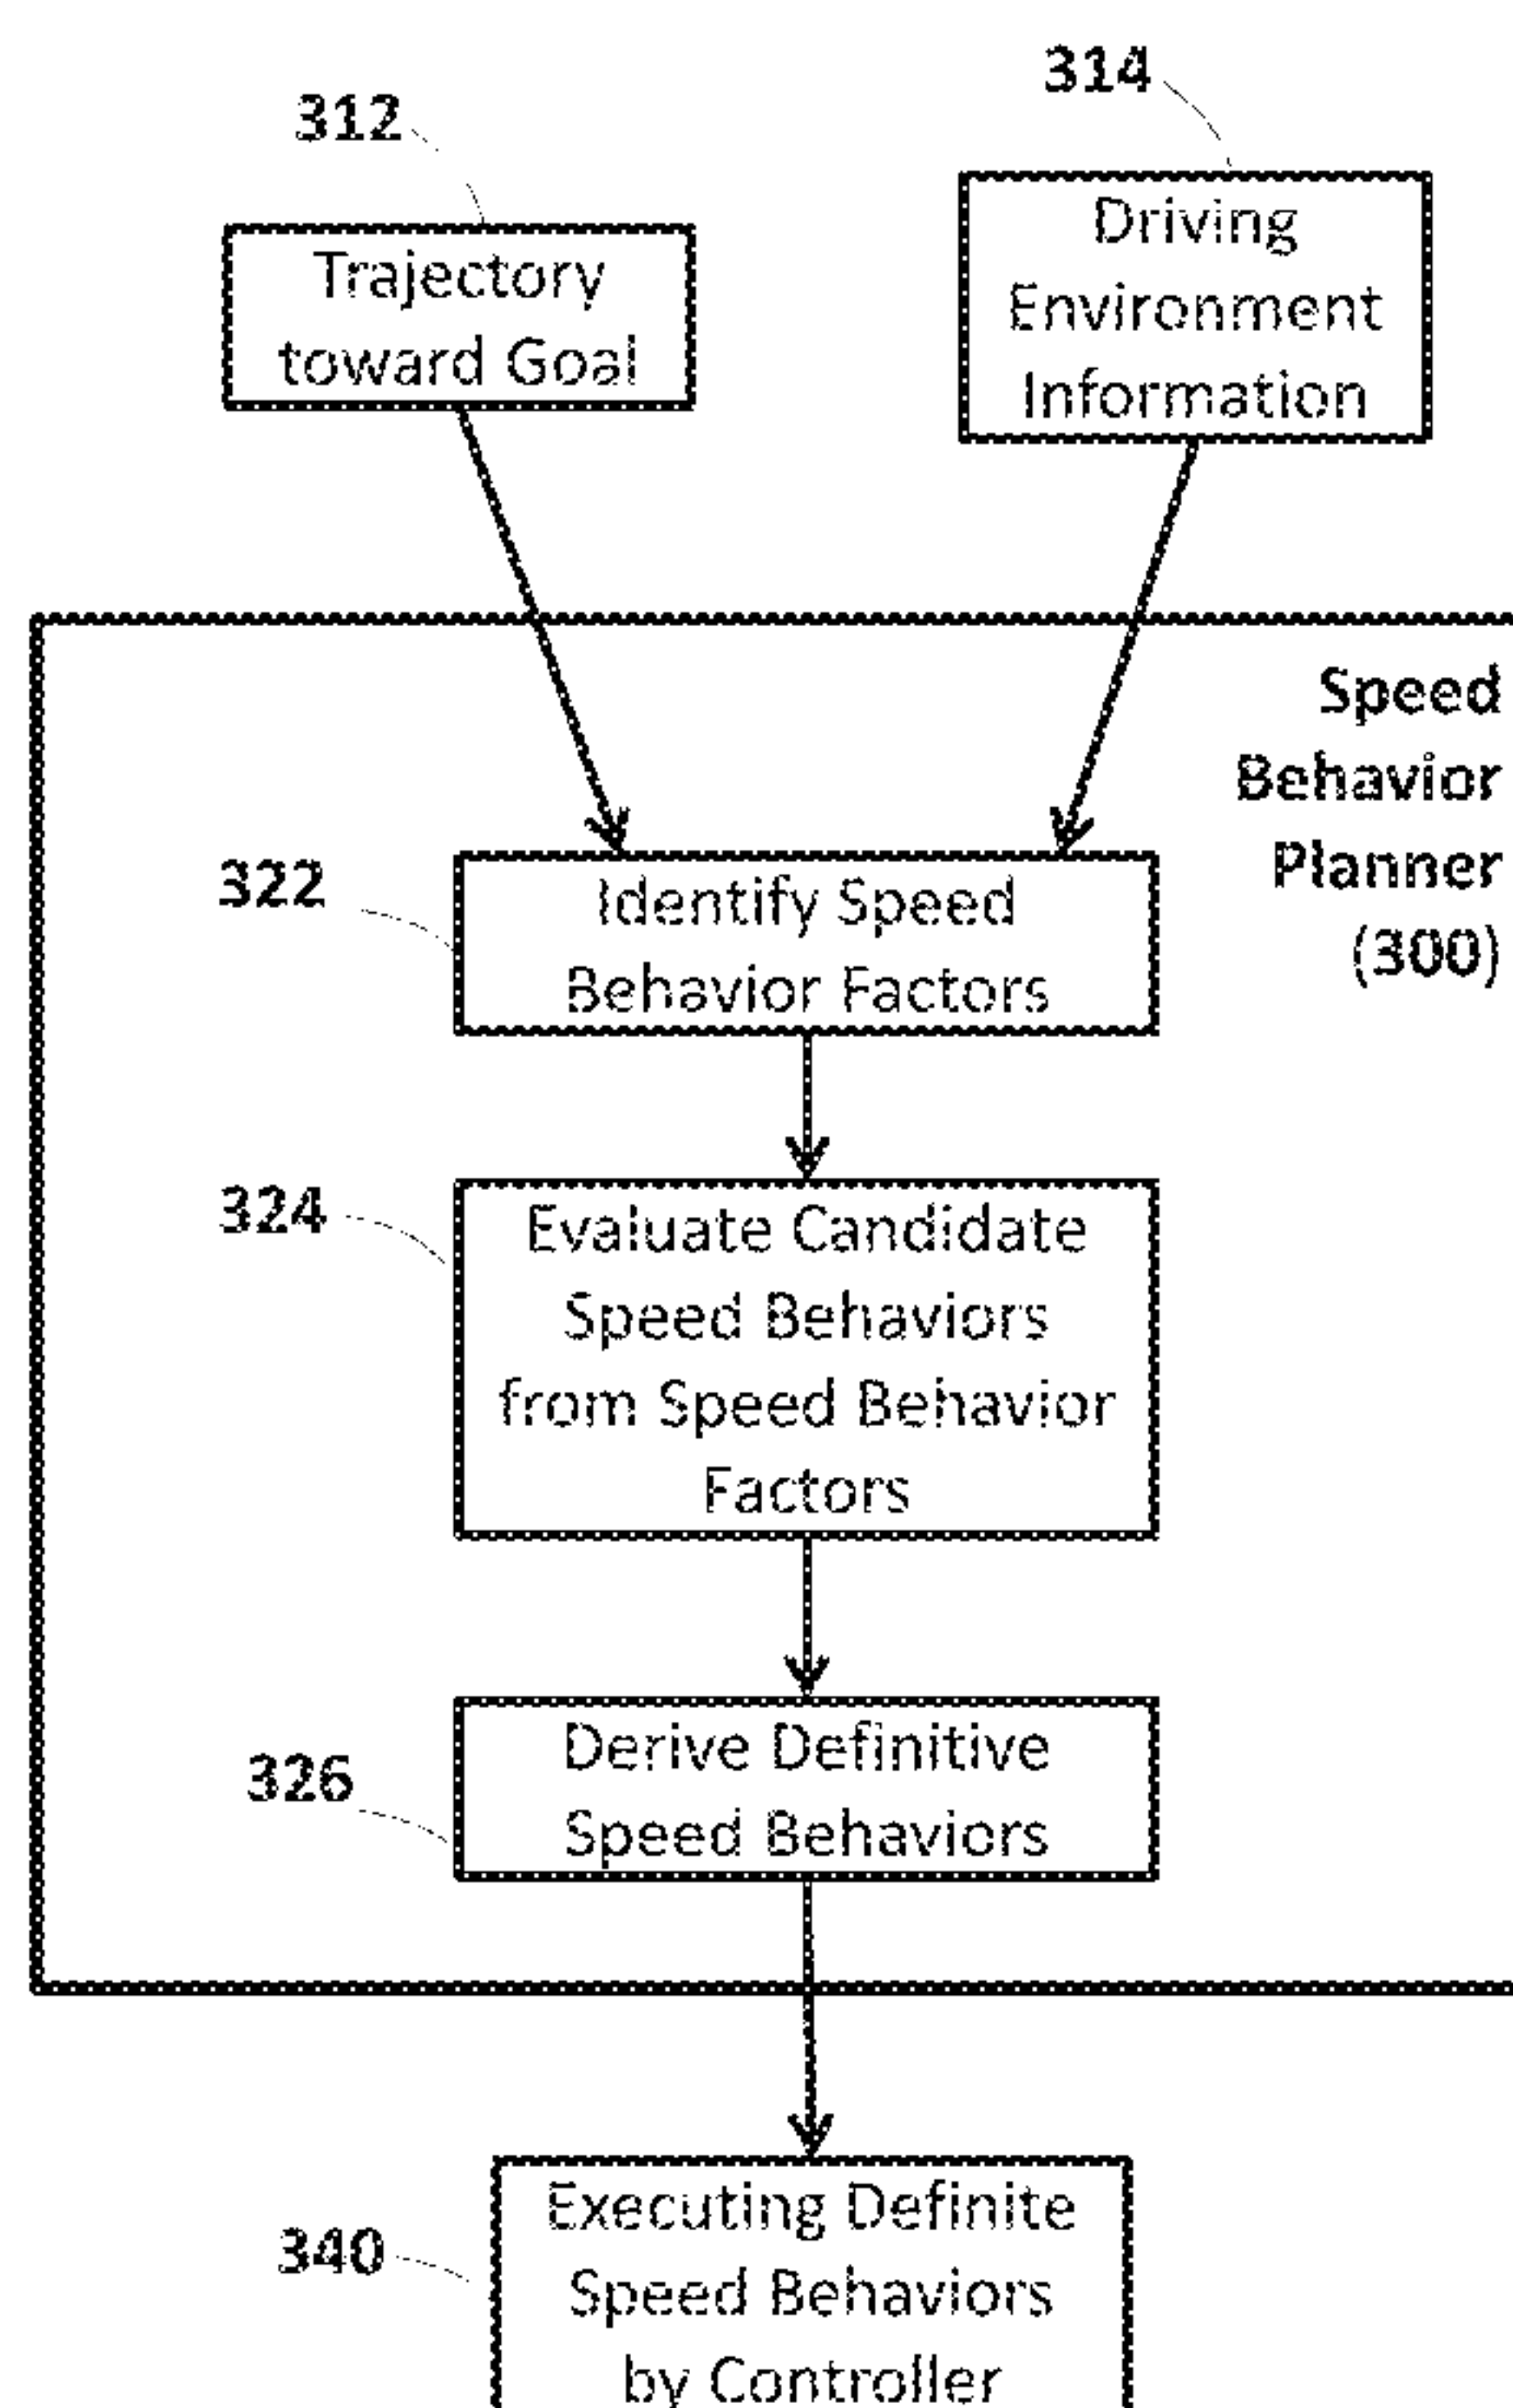 314
312
Driving
Environment
Information
Trajectory
toward Goal
Speed
Behavior
Planner
(300)
322
Identify Speed
Behavior Factors
324
Evaluate Candidate
Speed Behaviors
from Speed Behavior
Factors
326
Derive Definitive
Speed Behaviors
340
Executing Definite
Speed Behaviors
by Controller